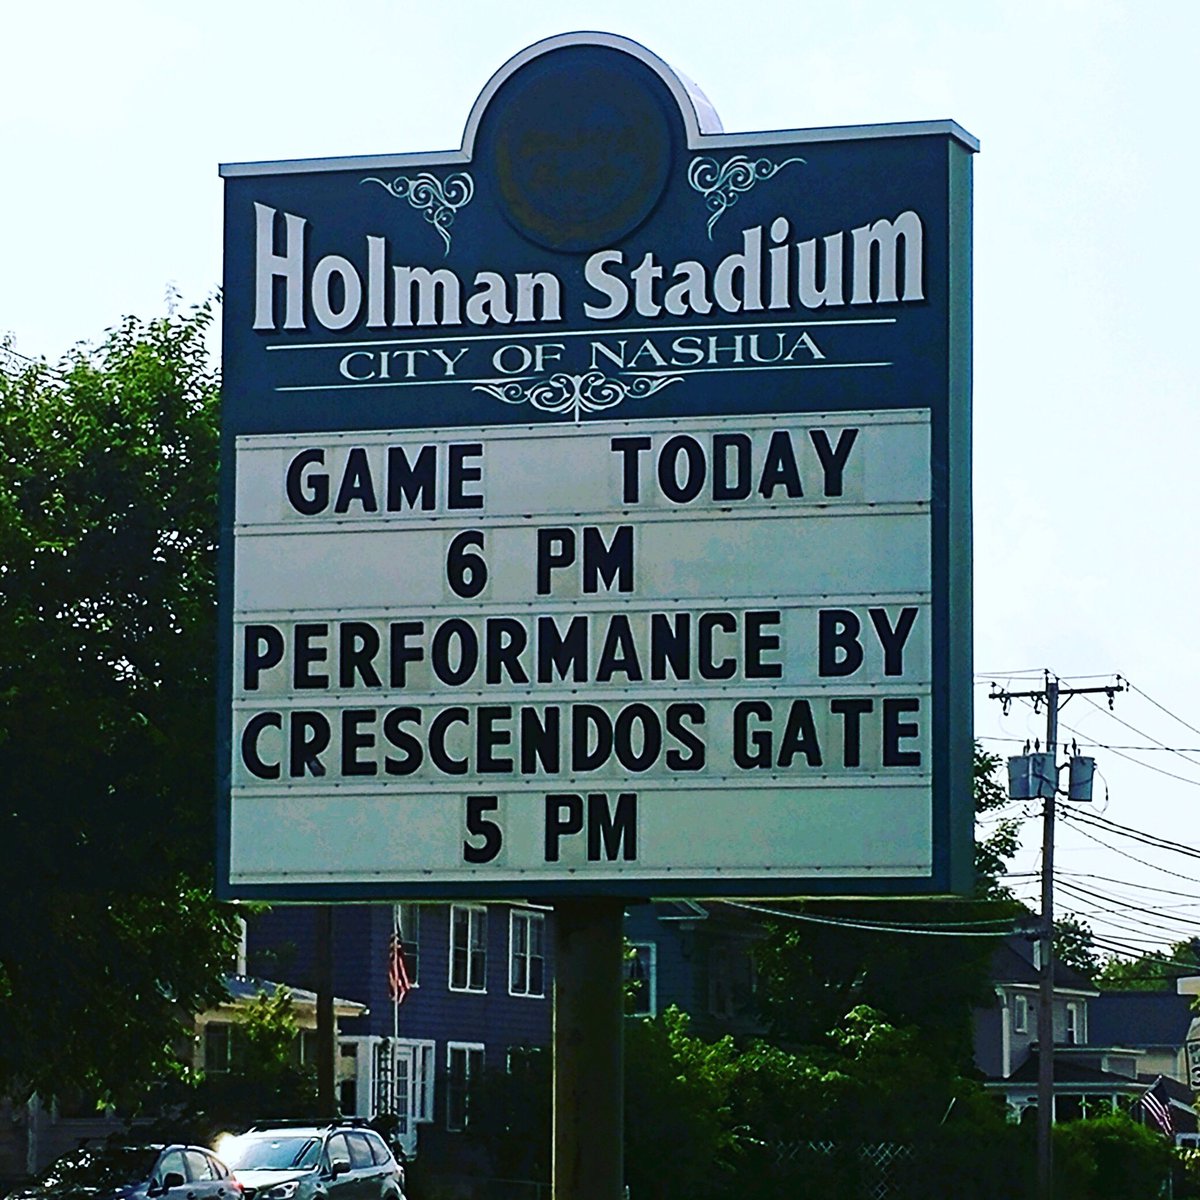 Holman Stadium
CITY OF NASHUA
GAME TODAY
6 PM
PERFORMANCE BY
CRESCENDOS GATE
5 PM